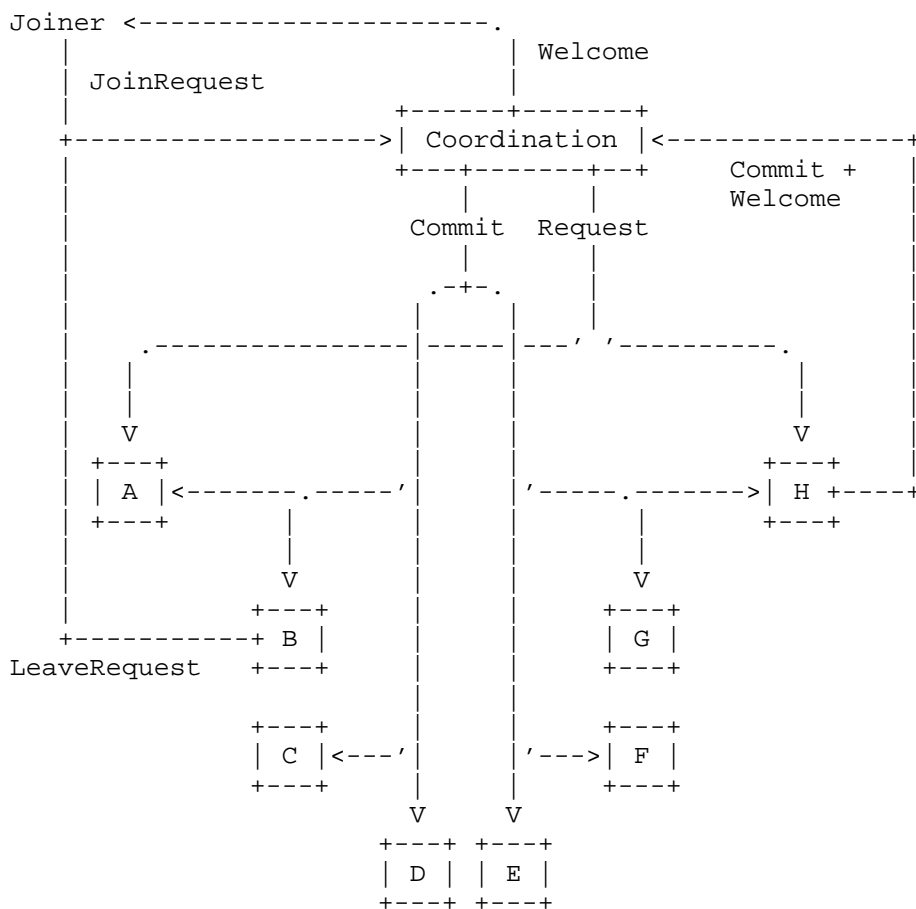 Joiner
Welcome
JoinRequest
Coordination
Commit +
Welcome
Commit Request
V V
A H
V V
B G
LeaveRequest
C F
V V
D E